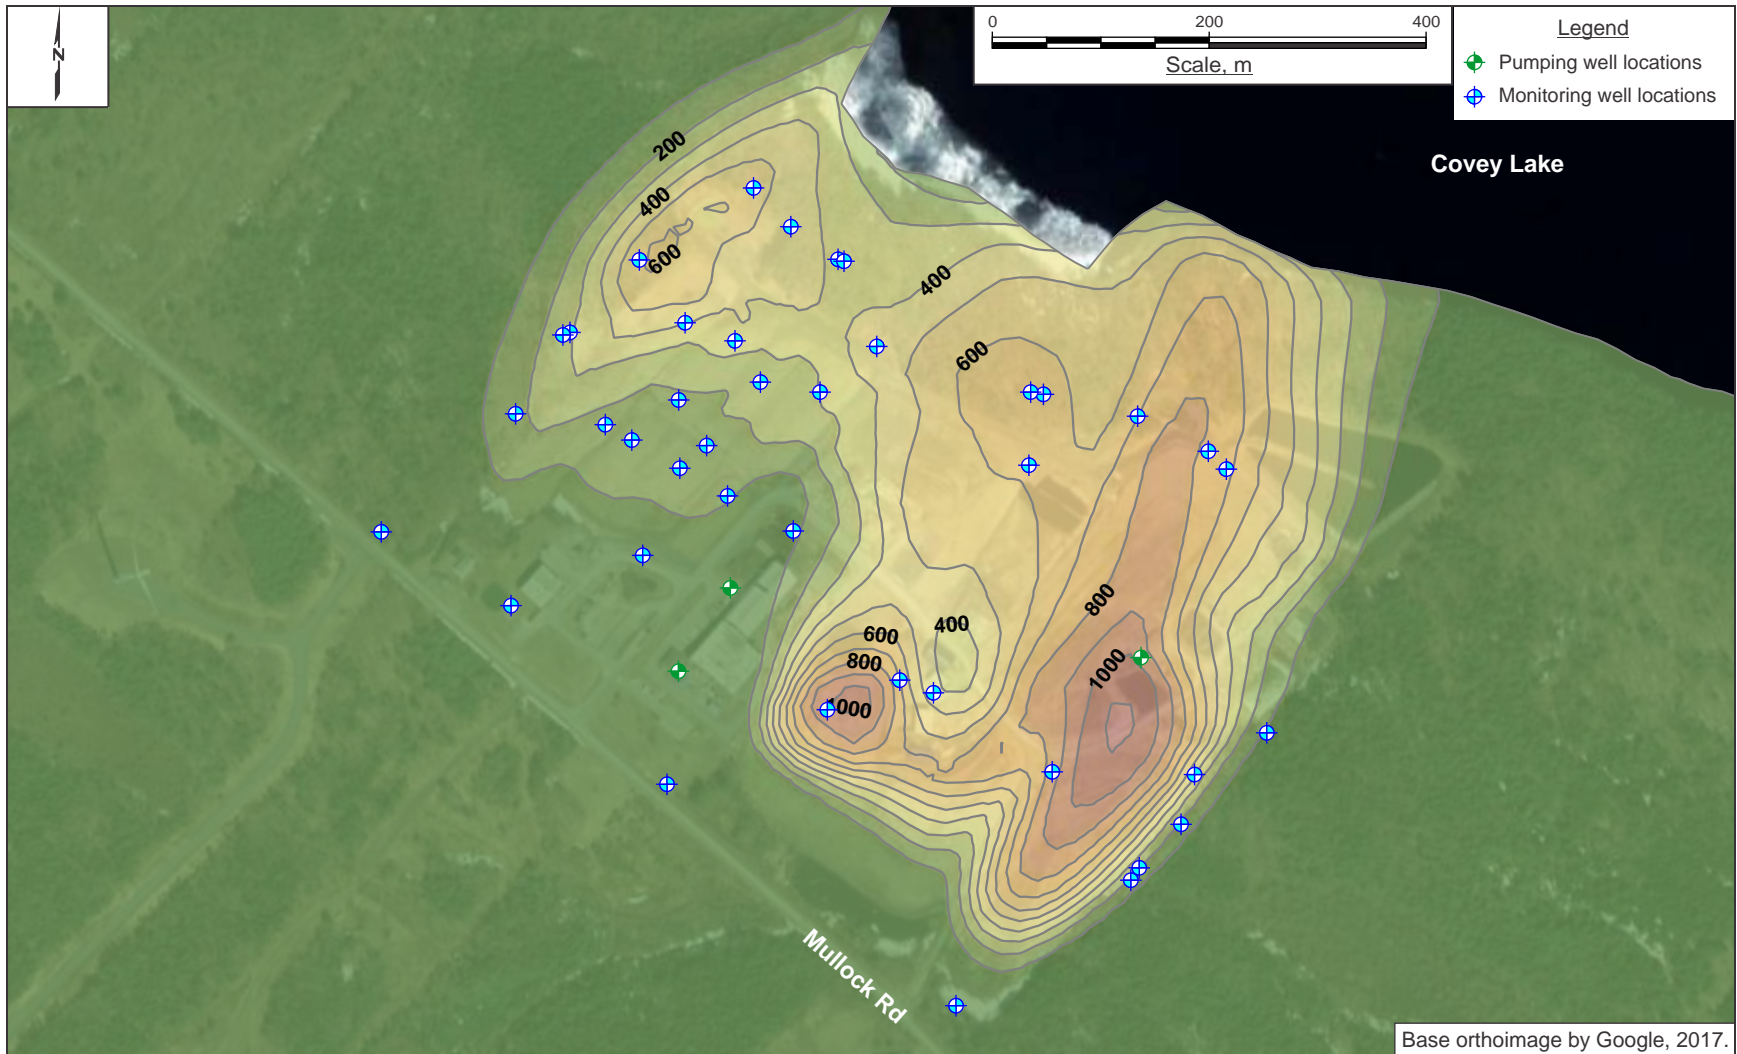 N
0 200 400
Scale, m
Legend
Pumping well locations
Monitoring well locations
Covey Lake
200
400
600
400
600
800
1000
400
600
800
1000
Mullock Rd
Base orthoimage by Google, 2017.